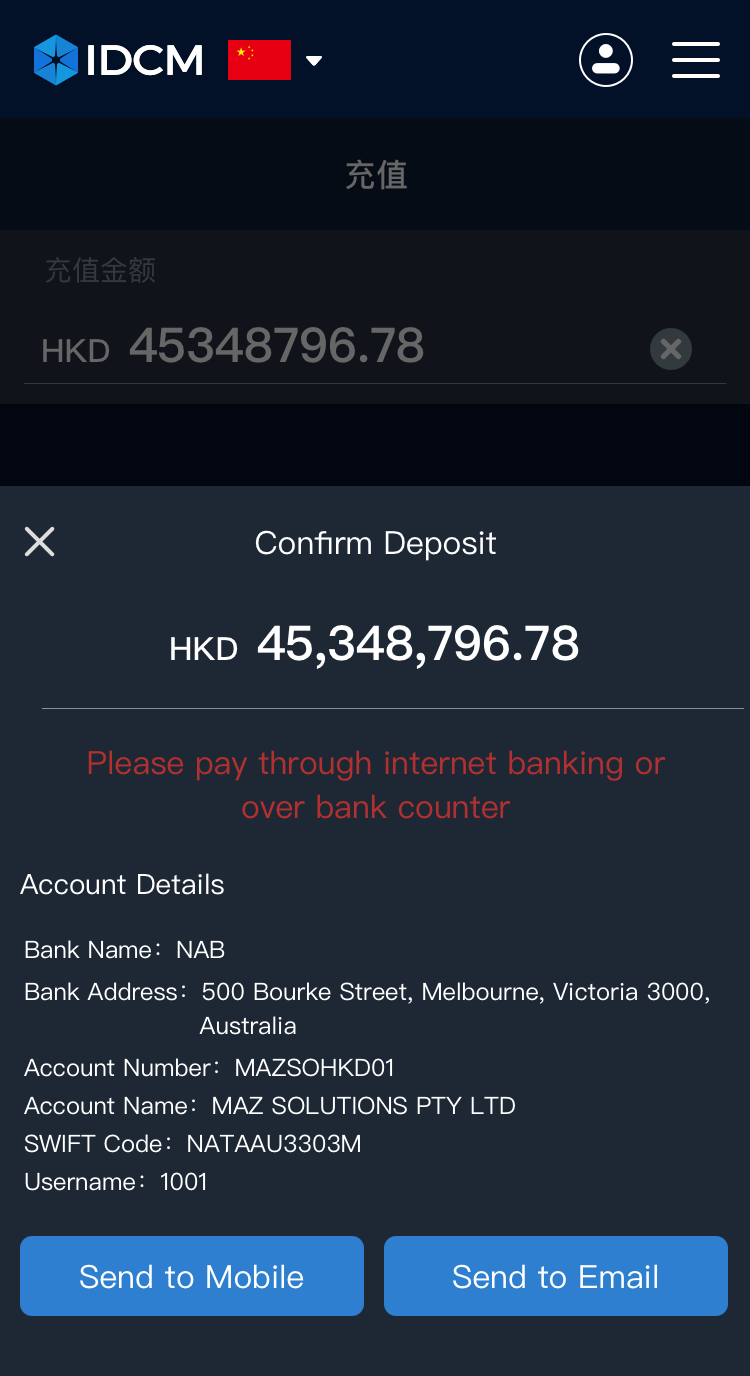 IDCM
充值
充值金额
HKD 45348796.78
Confirm Deposit
HKD 45,348,796.78
Please pay through internet banking or
over bank counter
Account Details
Bank Name：NAB
Bank Address：500 Bourke Street, Melbourne, Victoria 3000,
Australia
Account Number：MAZSOHKD01
Account Name：MAZ SOLUTIONS PTY LTD
SWIFT Code：NATAAU3303M
Username：1001
Send to Mobile
Send to Email